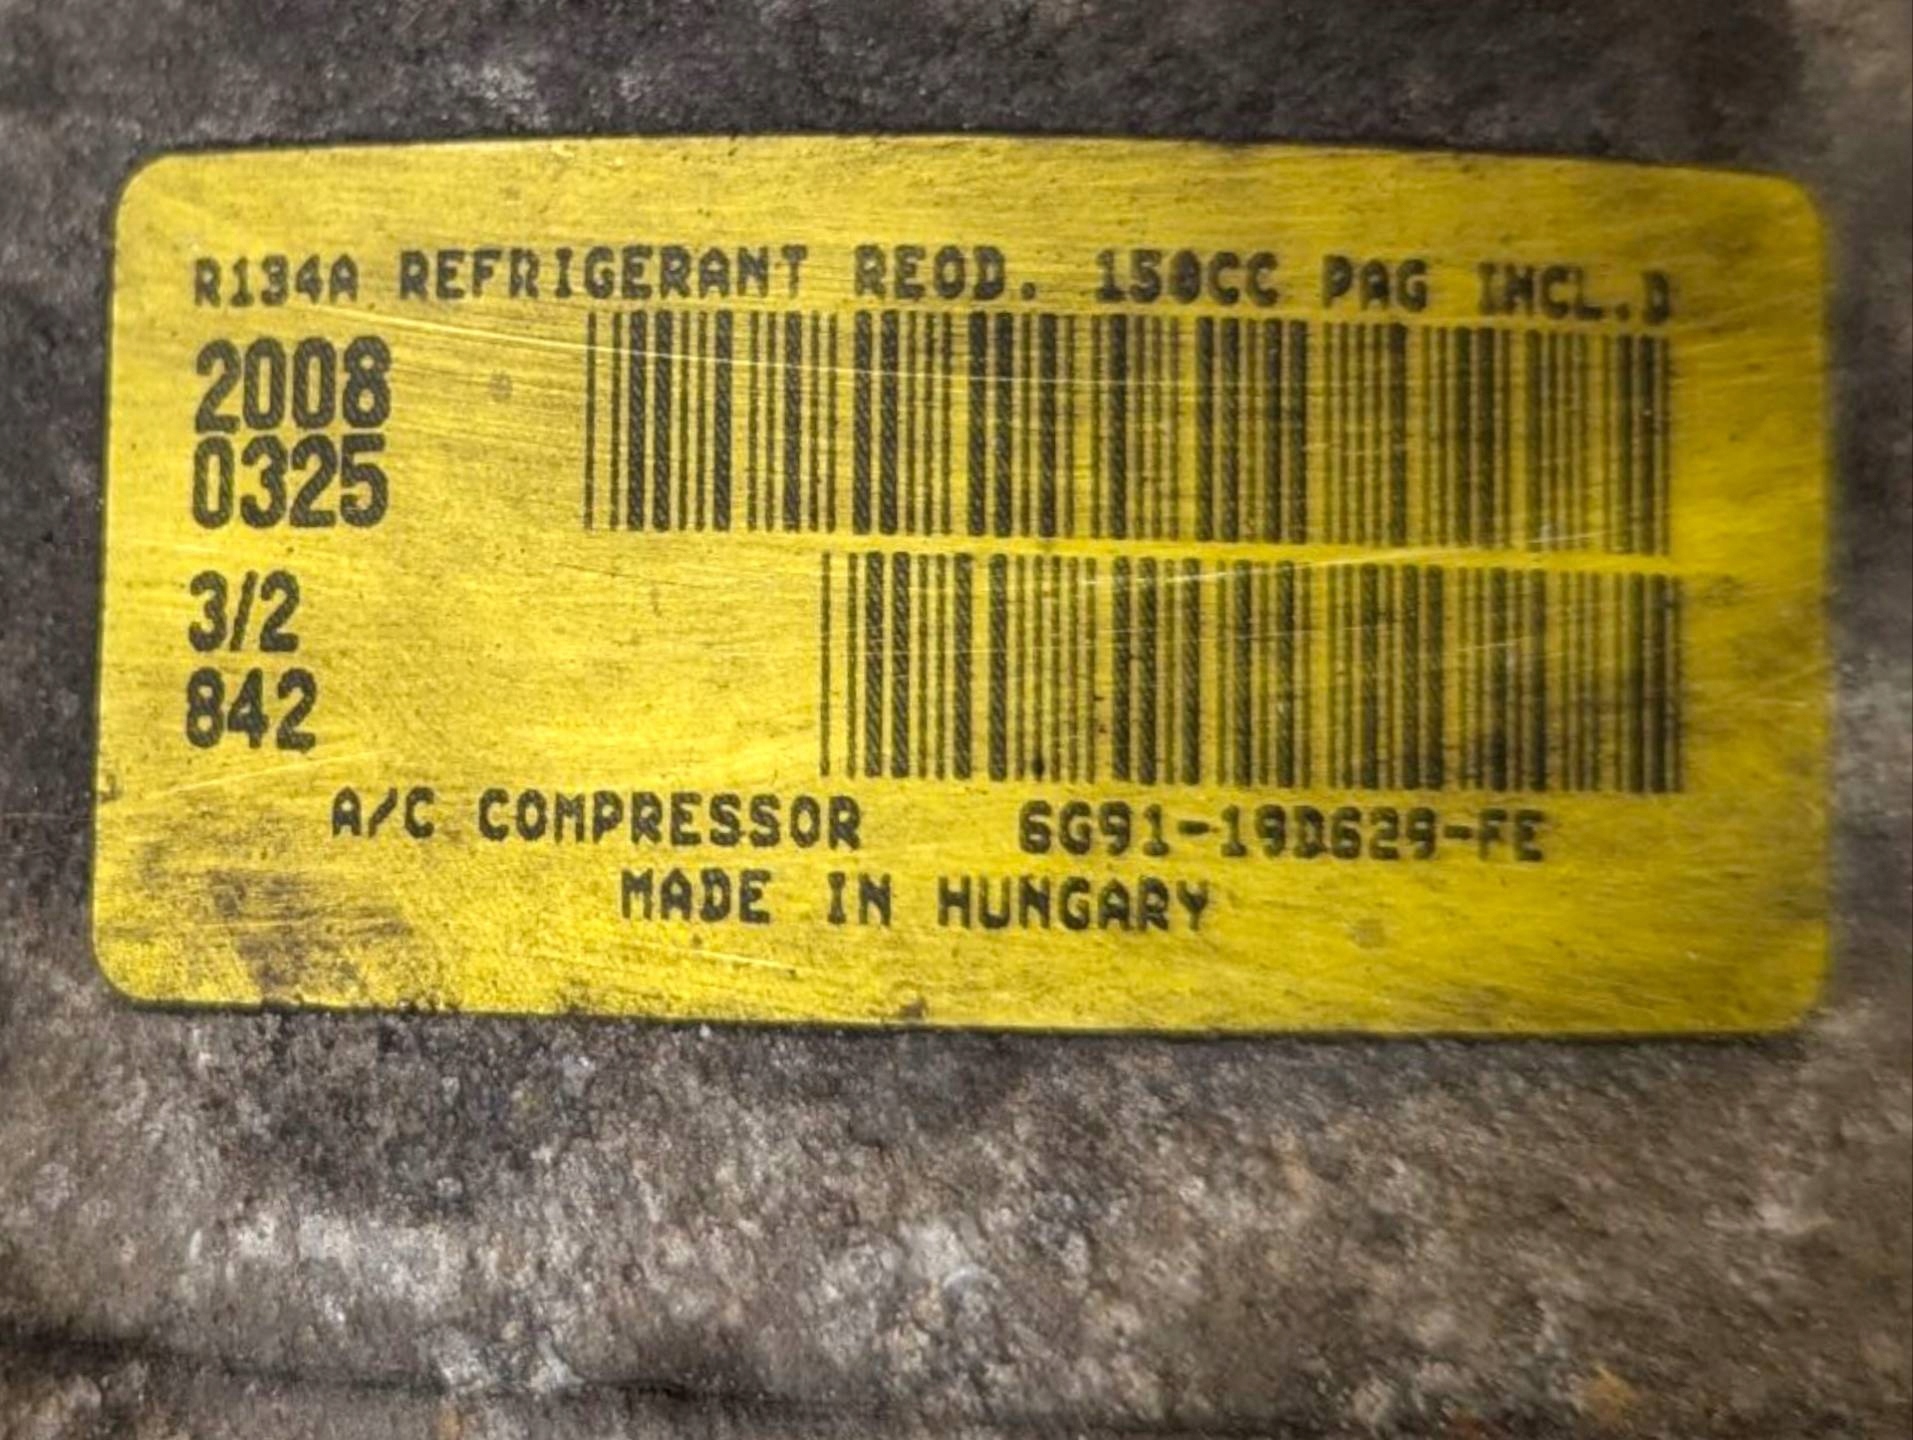 R134A REFRIGERANT REQD. 150CC PAG INCL.D
2008
0325
3/2
842
A/C COMPRESSOR 6G91-19D629-FE
MADE IN HUNGARY